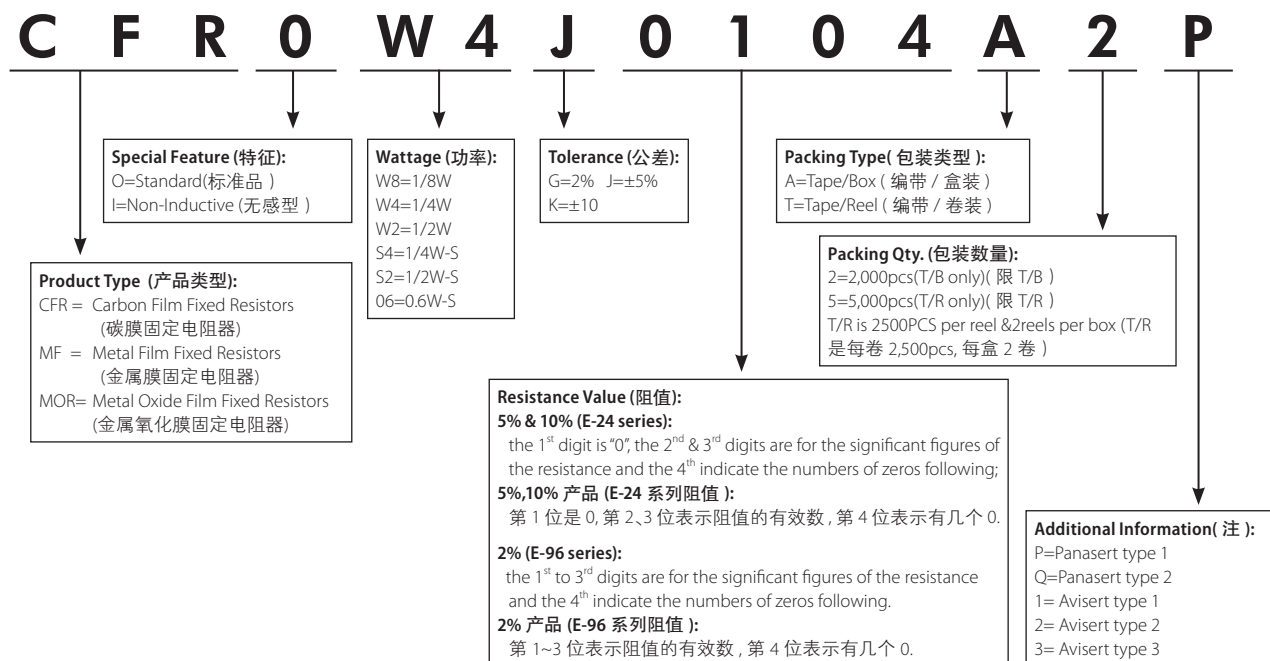 C F R 0 W 4 J 0 1 0 4 A 2 P
Special Feature (特征):
O=Standard(标准品 )
I=Non-Inductive (无感型 )
Wattage (功率):
W8=1/8W
W4=1/4W
W2=1/2W
S4=1/4W-S
S2=1/2W-S
06=0.6W-S
Tolerance (公差):
G=2% J=±5%
K=±10
Packing Type( 包装类型 ):
A=Tape/Box ( 编带 / 盒装 )
T=Tape/Reel ( 编带 / 卷装 )
Packing Qty. (包装数量):
2=2,000pcs(T/B only)( 限 T/B )
5=5,000pcs(T/R only)( 限 T/R )
T/R is 2500PCS per reel &2reels per box (T/R
是每卷 2,500pcs, 每盒 2 卷 )
Product Type (产品类型):
CFR = Carbon Film Fixed Resistors
(碳膜固定电阻器)
MF = Metal Film Fixed Resistors
(金属膜固定电阻器)
MOR= Metal Oxide Film Fixed Resistors
(金属氧化膜固定电阻器)
Resistance Value (阻值):
5% & 10% (E-24 series):
the 1st digit is “0”, the 2nd & 3rd digits are for the significant figures of
the resistance and the 4th indicate the numbers of zeros following;
5%,10% 产品 (E-24 系列阻值 ):
第 1 位是 0, 第 2、3 位表示阻值的有效数 , 第 4 位表示有几个 0.
2% (E-96 series):
the 1st to 3rd digits are for the significant figures of the resistance
and the 4th indicate the numbers of zeros following.
2% 产品 (E-96 系列阻值 ):
第 1~3 位表示阻值的有效数 , 第 4 位表示有几个 0.
Additional Information( 注 ):
P=Panasert type 1
Q=Panasert type 2
1= Avisert type 1
2= Avisert type 2
3= Avisert type 3